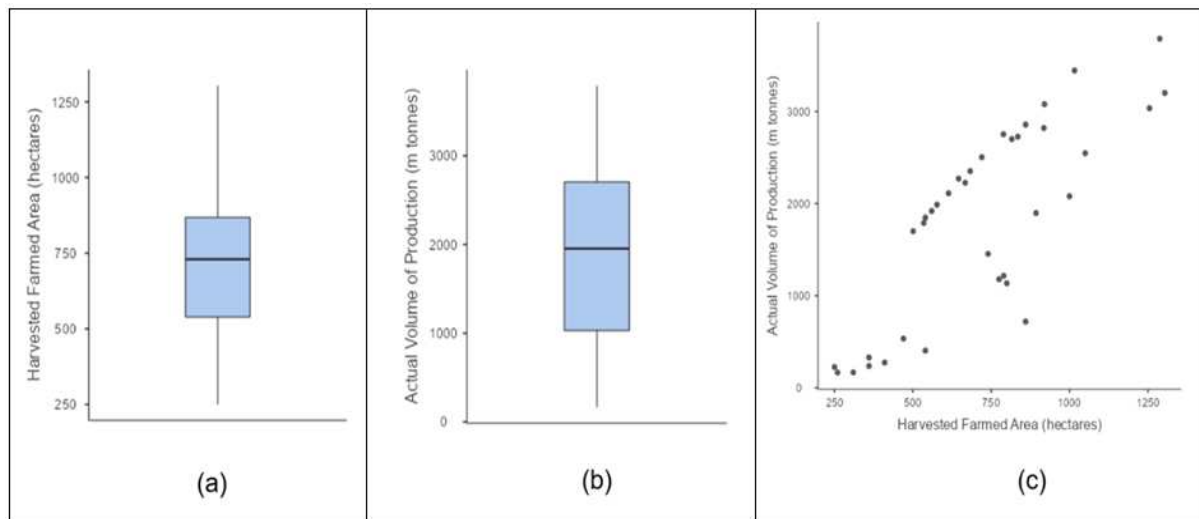 Harvested Farmed Area (hectares)
1250
1000
750
500
250
(a)
Actual Volume of Production (m tonnes)
3000
2000
1000
0
(b)
Actual Volume of Production (m tonnes)
3000
2000
1000
0
250
500
750
1000
1250
Harvested Farmed Area (hectares)
(c)